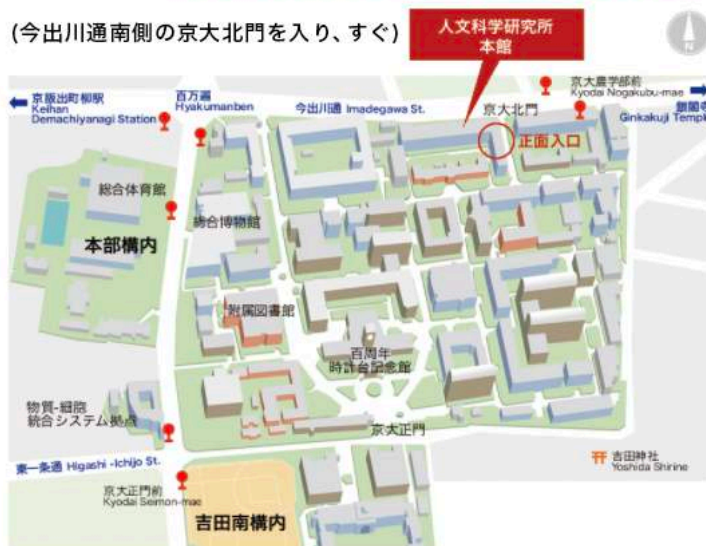 (今出川通南側の京大北門を入り、すぐ)
人文科学研究所
本館
N
京阪出町柳駅
Keihan
Demachiyanagi Station
百万遍
Hyakumanben
今出川通 Imadegawa St.
京大北門
京大農学部前
Kyodai Nogakubu-mae
銀閣寺
Ginkakuji Temple
正面入口
総合体育館
総合博物館
本部構内
附属図書館
百周年
時計台記念館
物質-細胞
統合システム拠点
京大正門
東一条通 Higashi -Ichijo St.
京大正門前
Kyodai Seimon-mae
吉田神社
Yoshida Shirine
吉田南構内